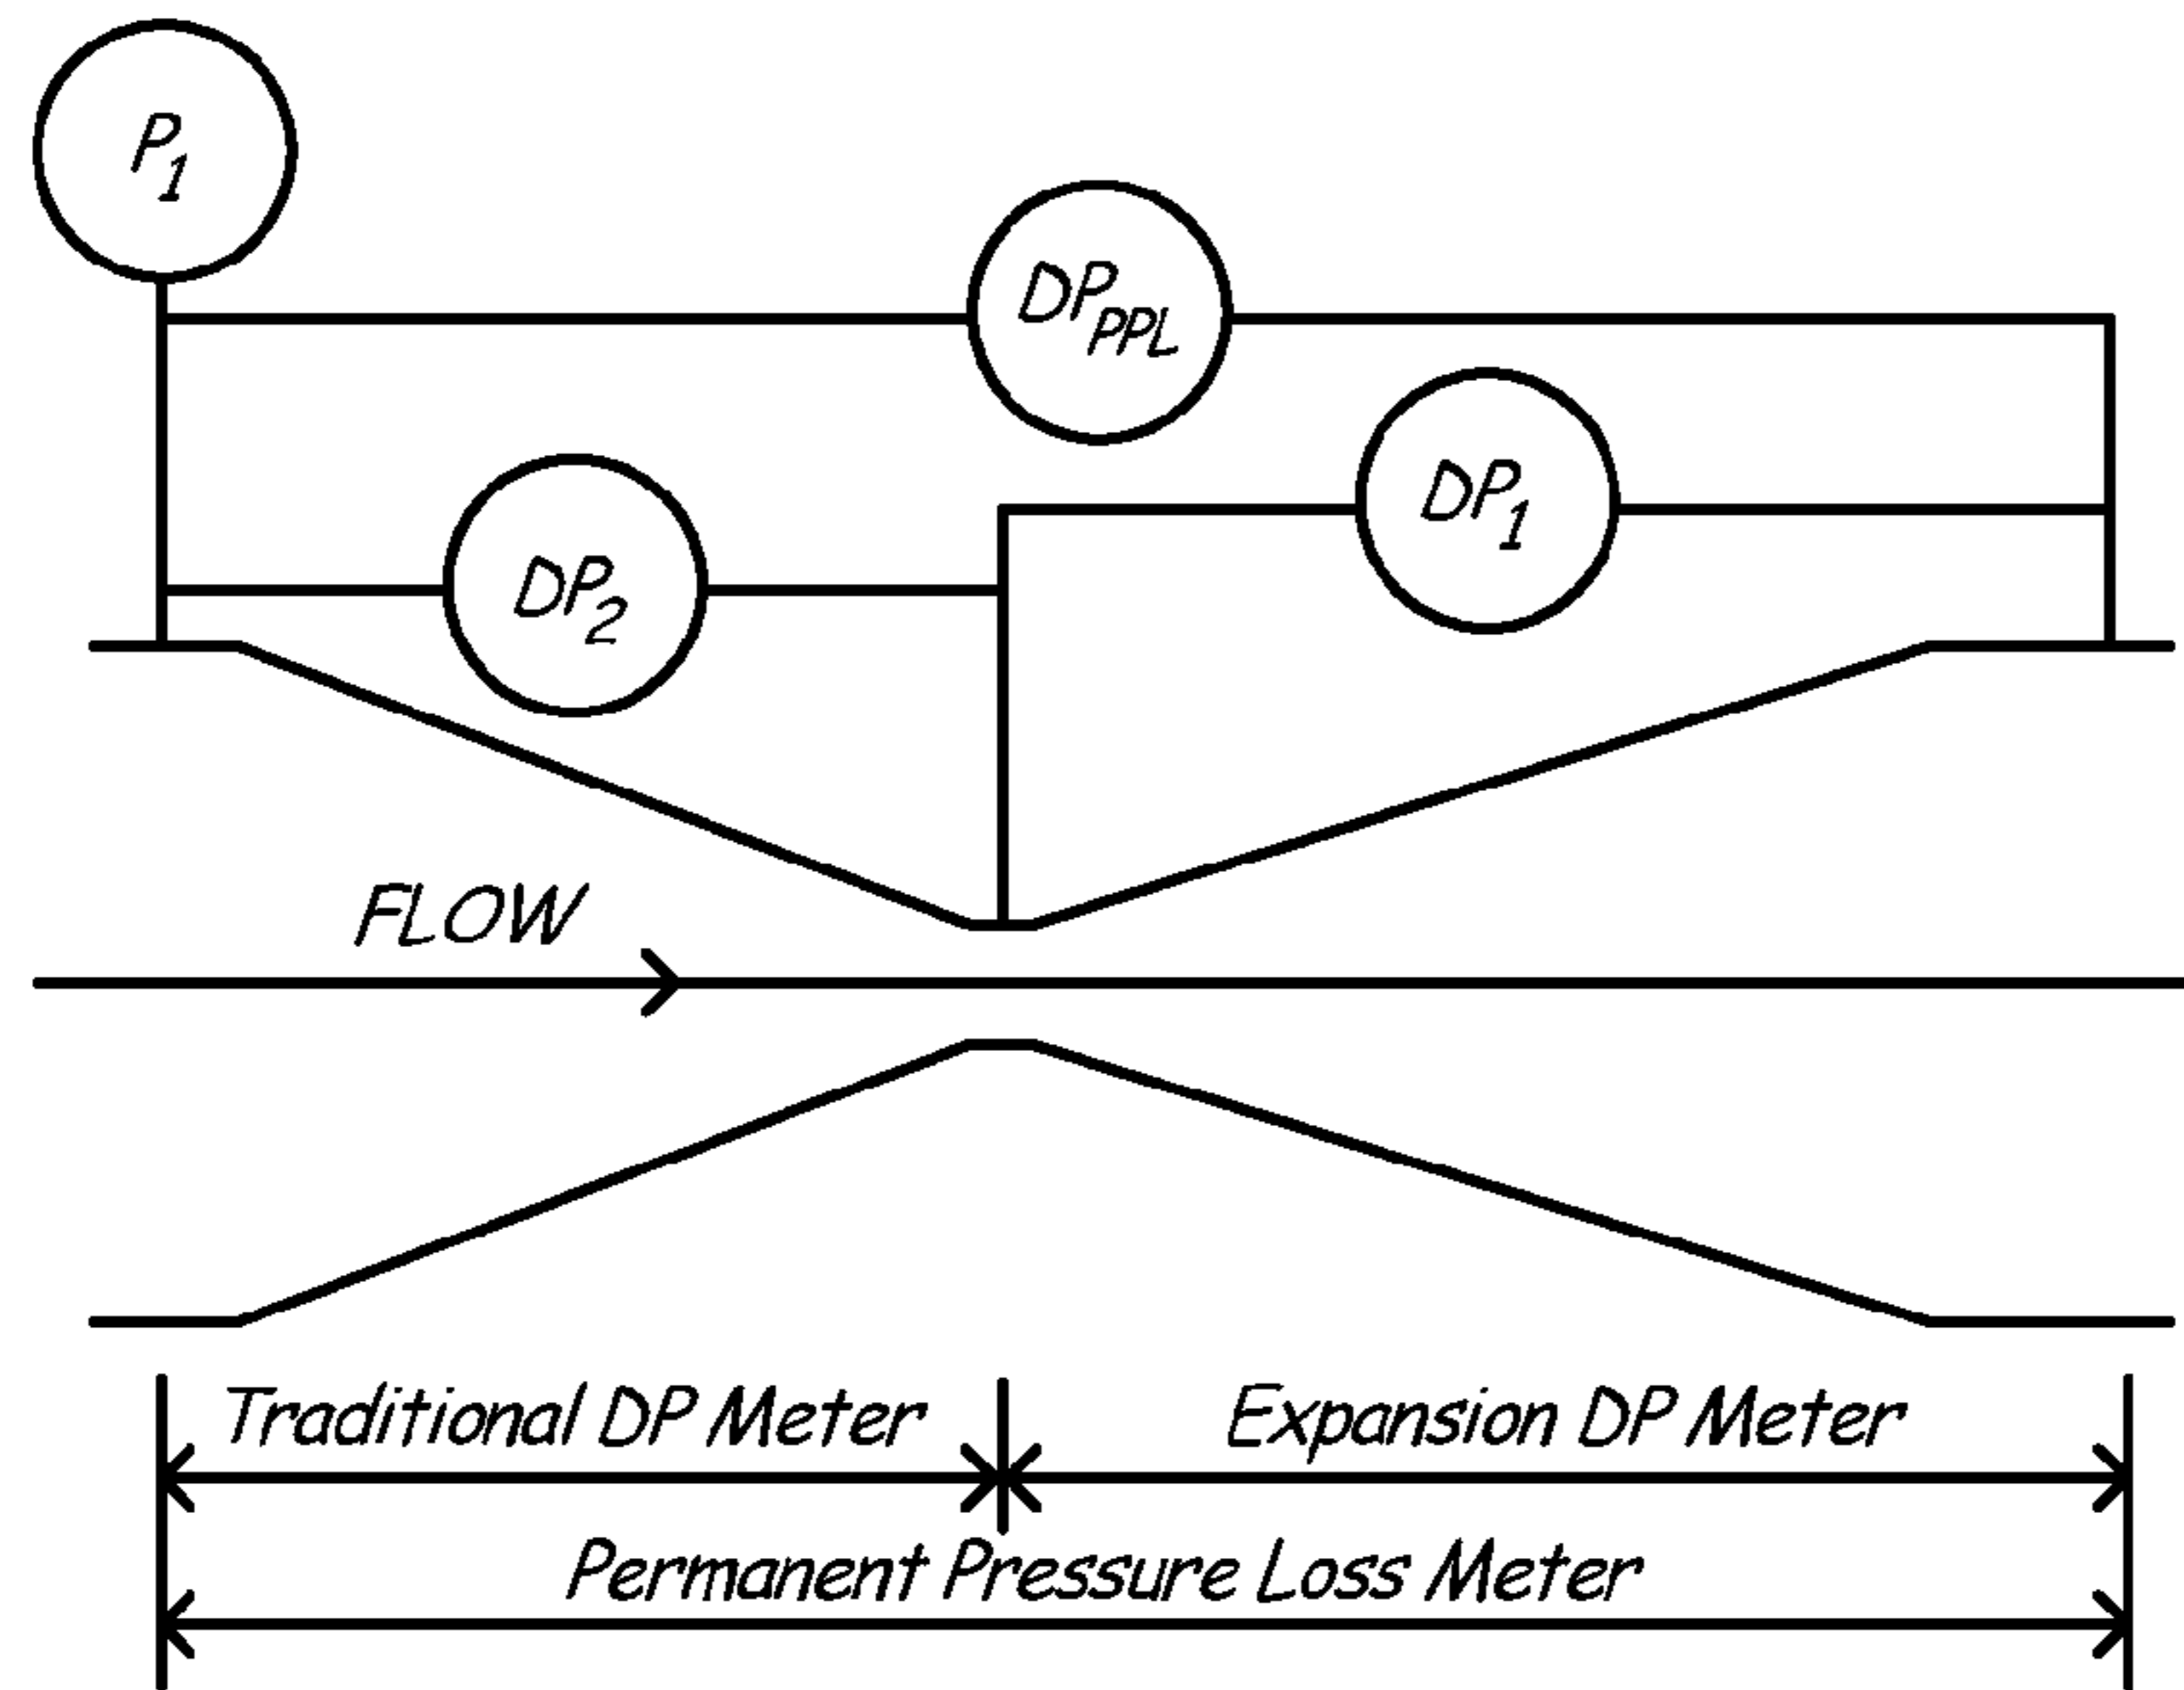 P1
DPPPL
DP1
DP2
FLOW
Traditional DP Meter
Expansion DP Meter
Permanent Pressure Loss Meter